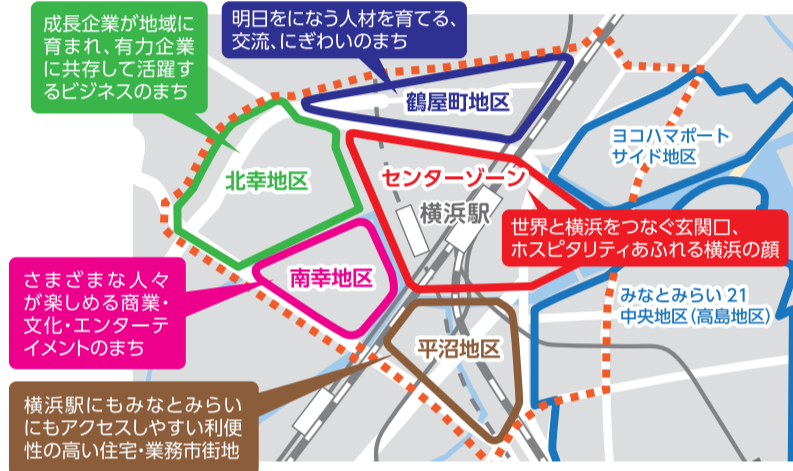 成長企業が地域に
育まれ、有力企業
に共存して活躍す
るビジネスのまち
明日をになう人材を育てる、
交流、にぎわいのまち
鶴屋町地区
ヨコハマポート
サイド地区
北幸地区
センターゾーン
横浜駅
世界と横浜をつなぐ玄関口、
ホスピタリティあふれる横浜の顔
さまざまな人々
が楽しめる商業・
文化・エンターテ
イメントのまち
南幸地区
みなとみらい21
中央地区(高島地区)
平沼地区
横浜駅にもみなとみらい
にもアクセスしやすい利便
性の高い住宅・業務市街地